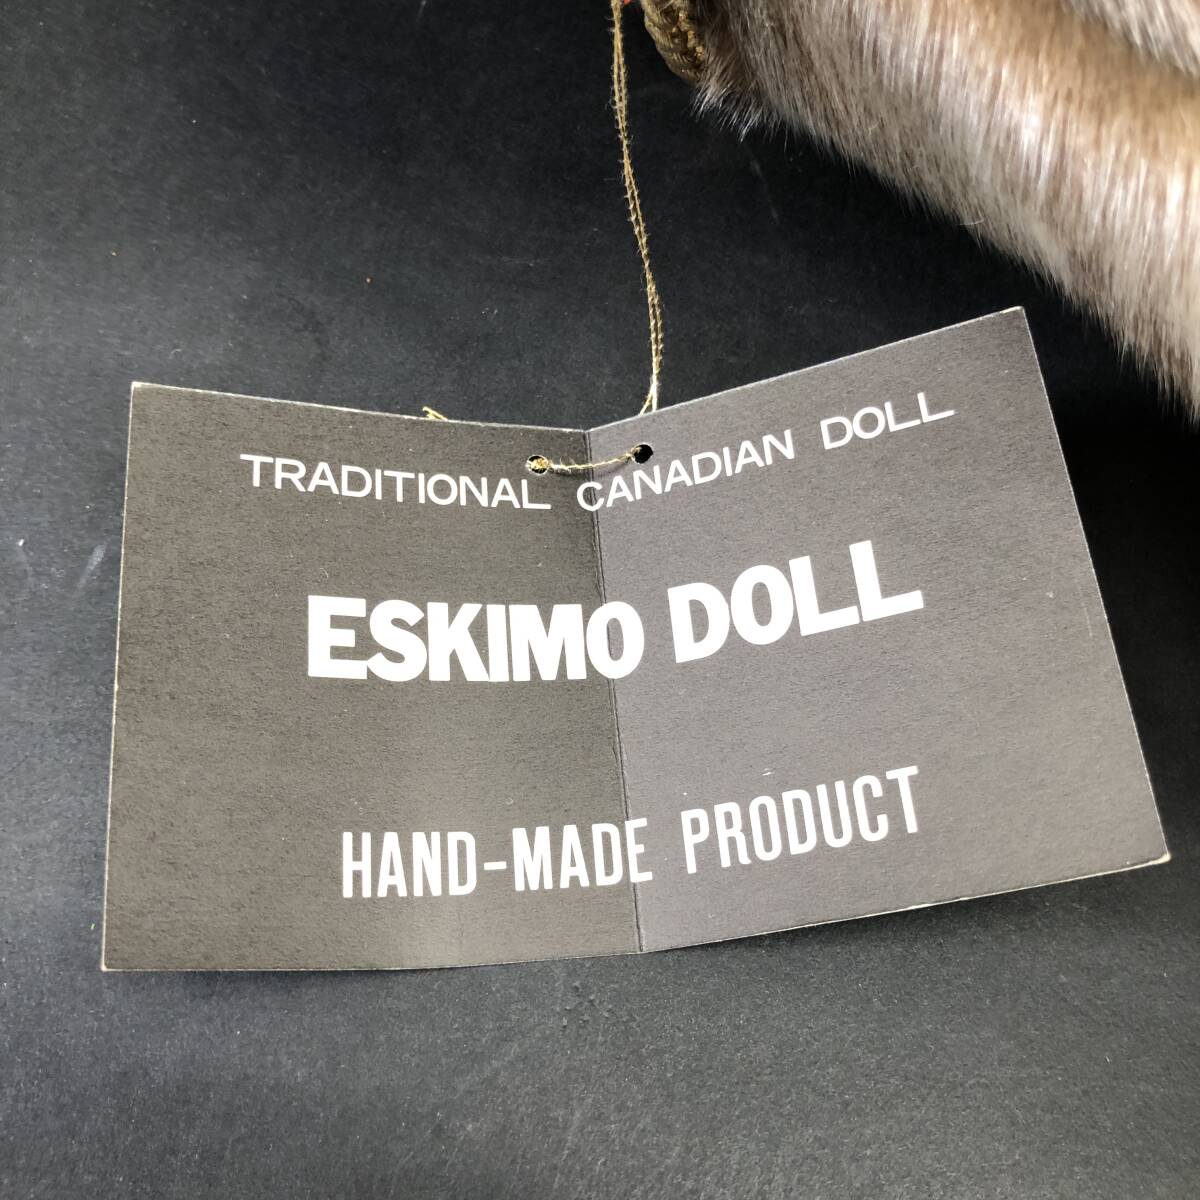 TRADITIONAL CANADIAN DOLL
ESKIMO DOLL
HAND-MADE PRODUCT